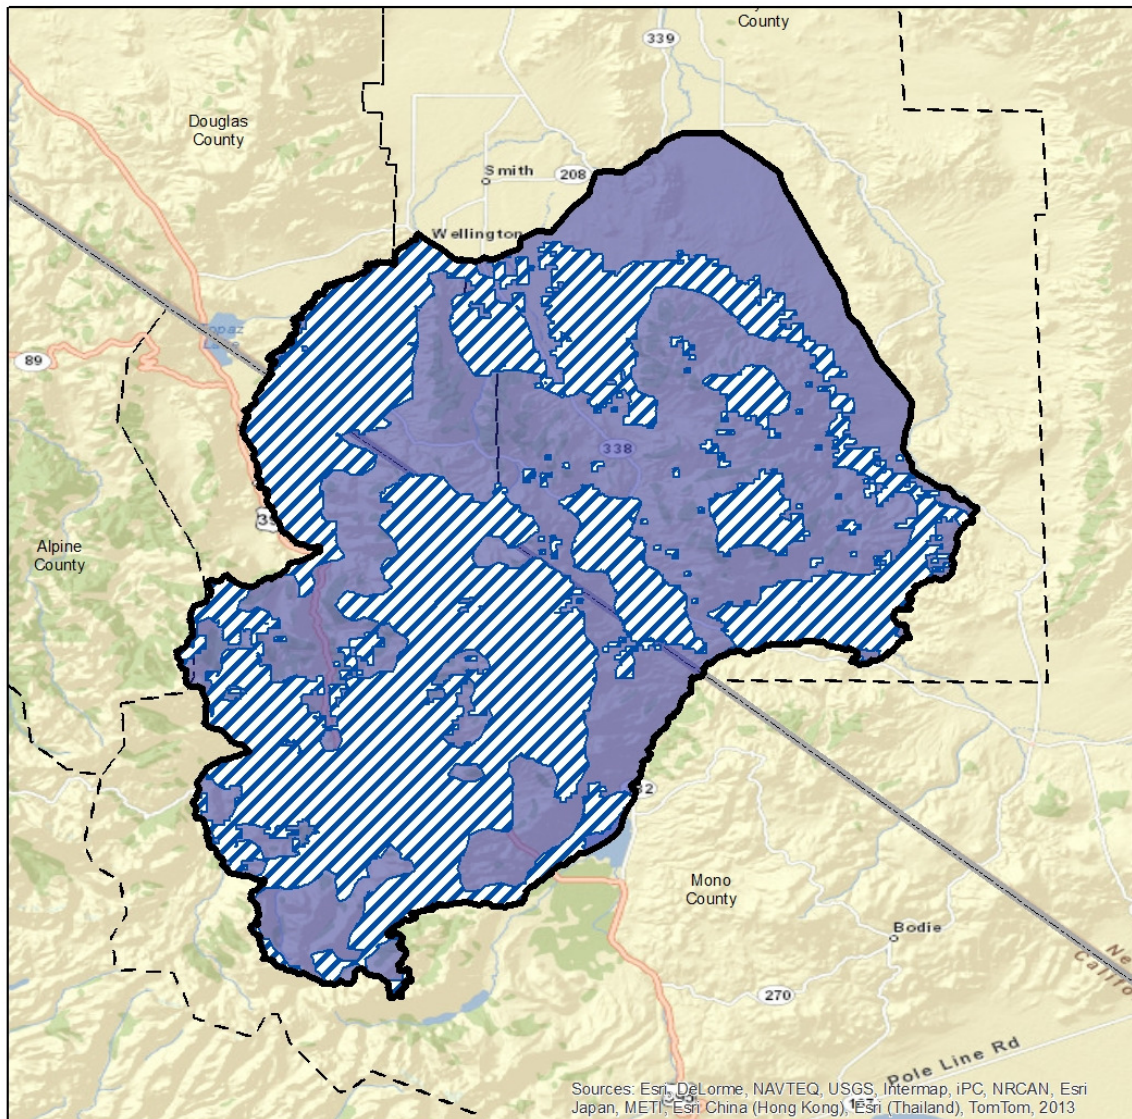 County
339
Douglas
County
Smith
208
Wellington
89
338
Alpine
County
Mono
County
Bodie
270
Pole Line Rd
Sources: Esri, DeLorme, NAVTEQ, USGS, Intermap, iPC, NRCAN, Esri
Japan, METI, Esri China (Hong Kong), Esri (Thailand), TomTom, 2013